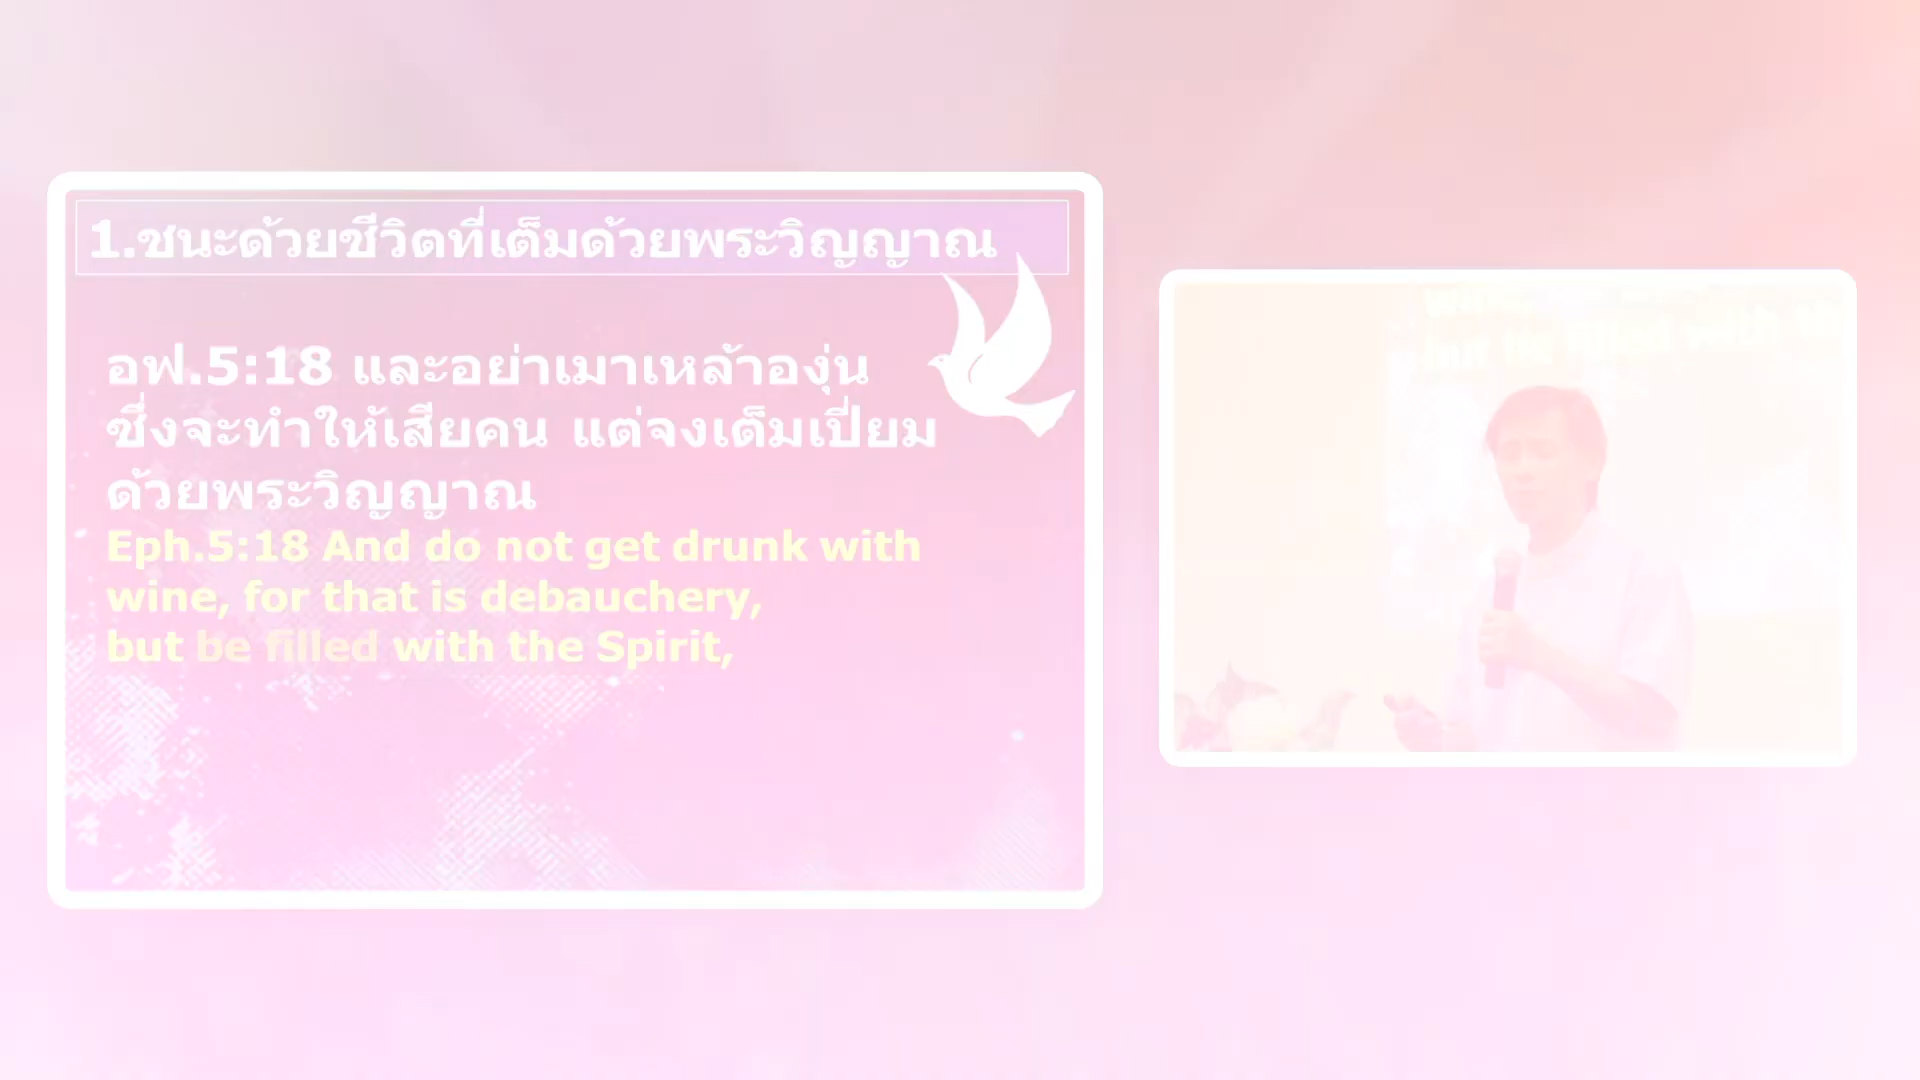 1.ชนะด้วยชีวิตที่เต็มด้วยพระวิญญาณ
อฟ.5:18 และอย่าเมาเหล้าองุ่น
ซึ่งจะทำให้เสียคน แต่จงเต็มเปี่ยม
ด้วยพระวิญญาณ
Eph.5:18 And do not get drunk with
wine, for that is debauchery,
but be filled with the Spirit,
wine,
but be filled with